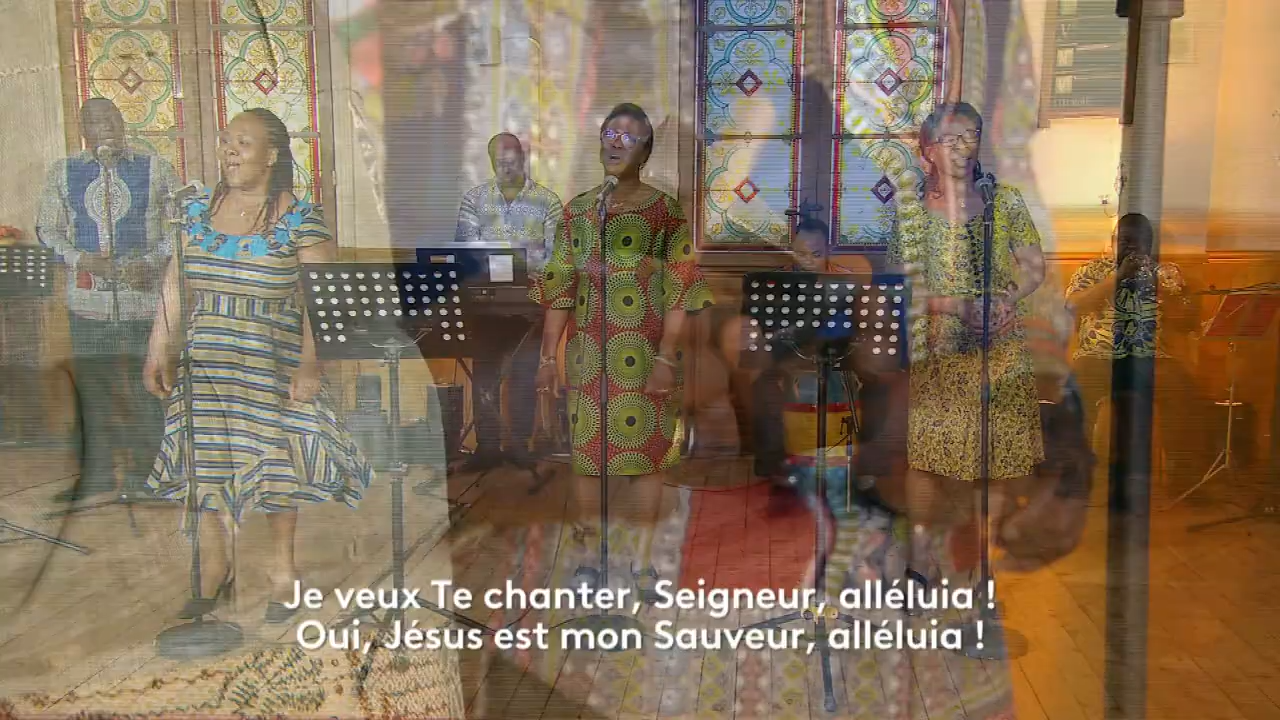 Je veux Te chanter, Seigneur, alléluia !
Oui, Jésus est mon Sauveur, alléluia !